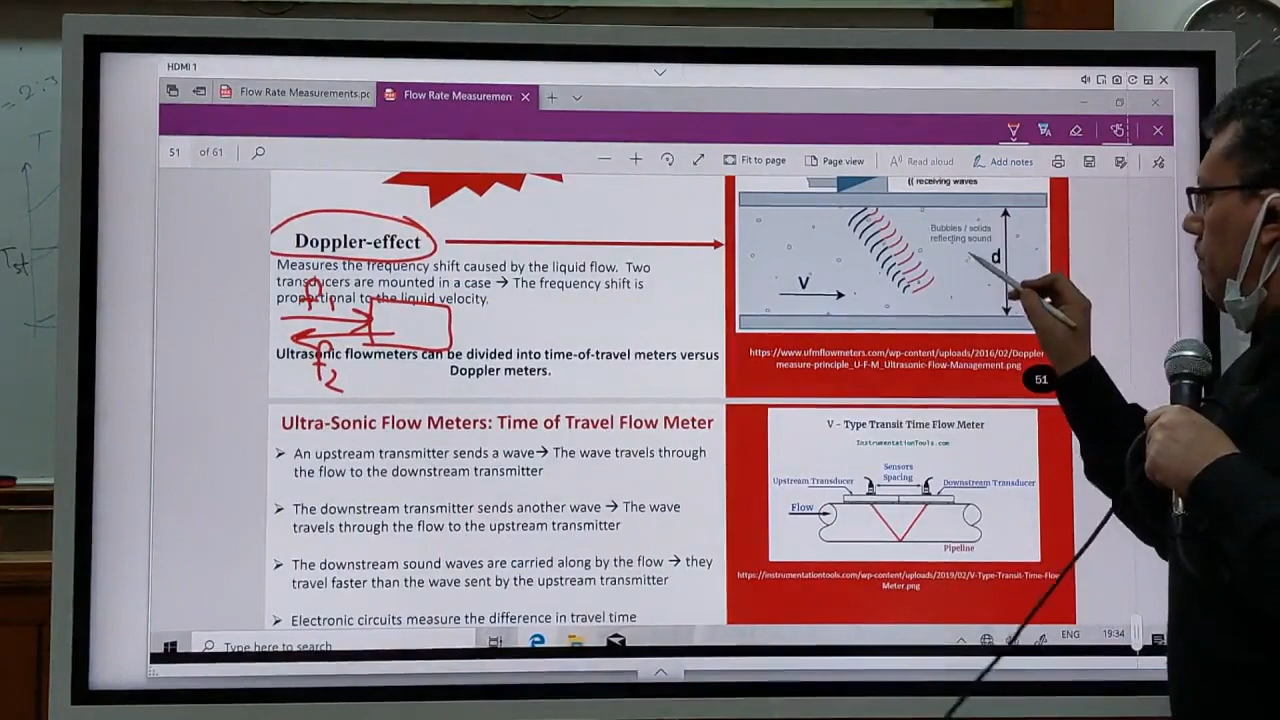 HDMI 1
Flow Rate Measurements.pc
Flow Rate Measuremen
51 of 61
Fit to page
Page view
Read aloud
Add notes
(( receiving waves
Doppler-effect
Measures the frequency shift caused by the liquid flow. Two
transducers are mounted in a case → The frequency shift is
proportional to the liquid velocity.
f1
f2
Ultrasonic flowmeters can be divided into time-of-travel meters versus
Doppler meters.
Bubbles / solids
reflecting sound
d
V
https://www.ufmflowmeters.com/wp-content/uploads/2016/02/Doppler
measure-principle_U-F-M_Ultrasonic-Flow-Management.png
51
Ultra-Sonic Flow Meters: Time of Travel Flow Meter
➢ An upstream transmitter sends a wave→ The wave travels through
the flow to the downstream transmitter
➢ The downstream transmitter sends another wave → The wave
travels through the flow to the upstream transmitter
➢ The downstream sound waves are carried along by the flow → they
travel faster than the wave sent by the upstream transmitter
➢ Electronic circuits measure the difference in travel time
V – Type Transit Time Flow Meter
InstrumentationTools.com
Sensors
Spacing
Upstream Transducer
Downstream Transducer
Flow
Pipeline
https://instrumentationtools.com/wp-content/uploads/2019/02/V-Type-Transit-Time-Flow-
Meter.png
Type here to search
ENG
19:34
T
Tst